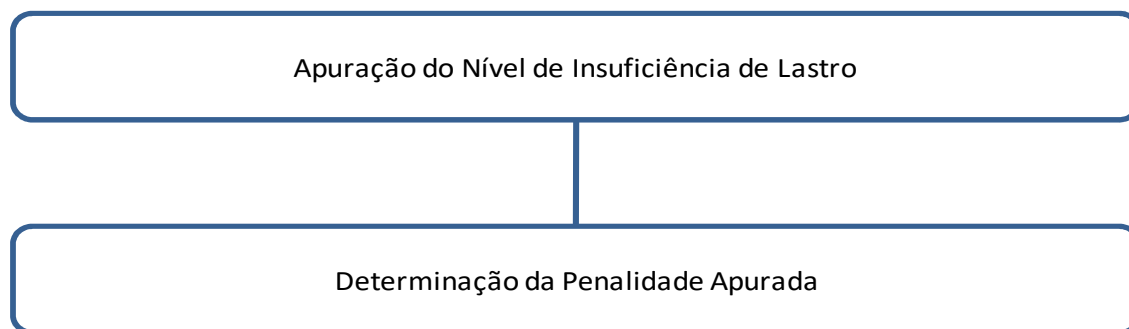 Apuração do Nível de Insuficiência de Lastro
Determinação da Penalidade Apurada